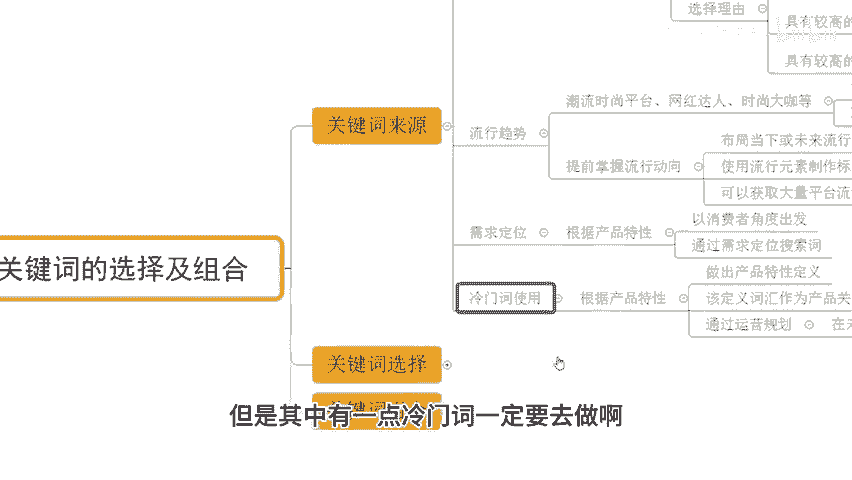 选择理由
具有较高的
具有较高的
关键词来源
流行趋势
潮流时尚平台、网红达人、时尚大咖等
提前掌握流行动向
布局当下或未来流行
使用流行元素制作标
可以获取大量平台流
需求定位
根据产品特性
以消费者角度出发
通过需求定位搜索词
关键词的选择及组合
冷门词使用
根据产品特性
做出产品特性定义
该定义词汇作为产品关
通过运营规划
关键词选择
但是其中有一点冷门词一定要去做啊